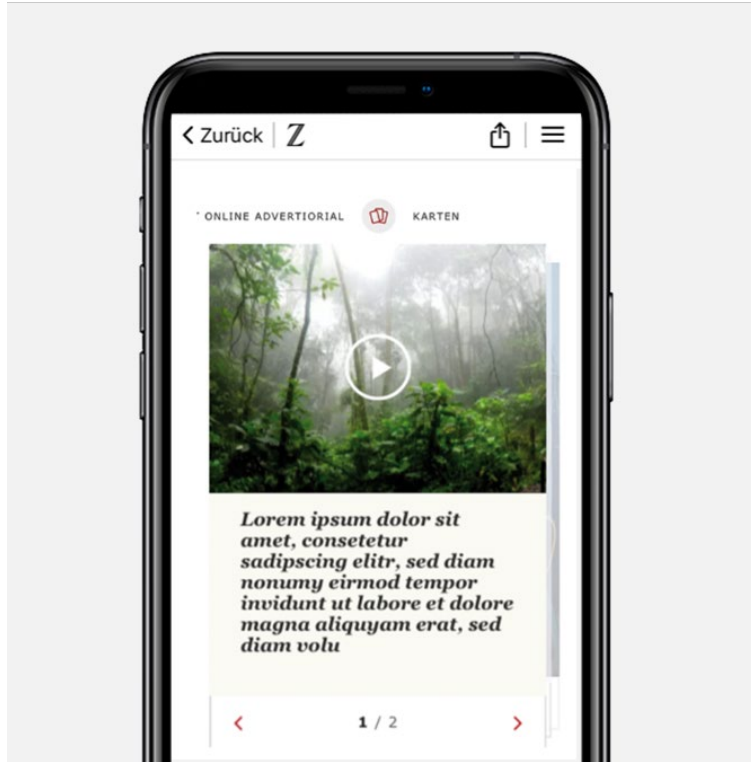 Zurück
Z
* ONLINE ADVERTIORIAL
KARTEN
Lorem ipsum dolor sit
amet, consetetur
sadipscing elitr, sed diam
nonumy eirmod tempor
invidunt ut labore et dolore
magna aliquyam erat, sed
diam volu
1 / 2